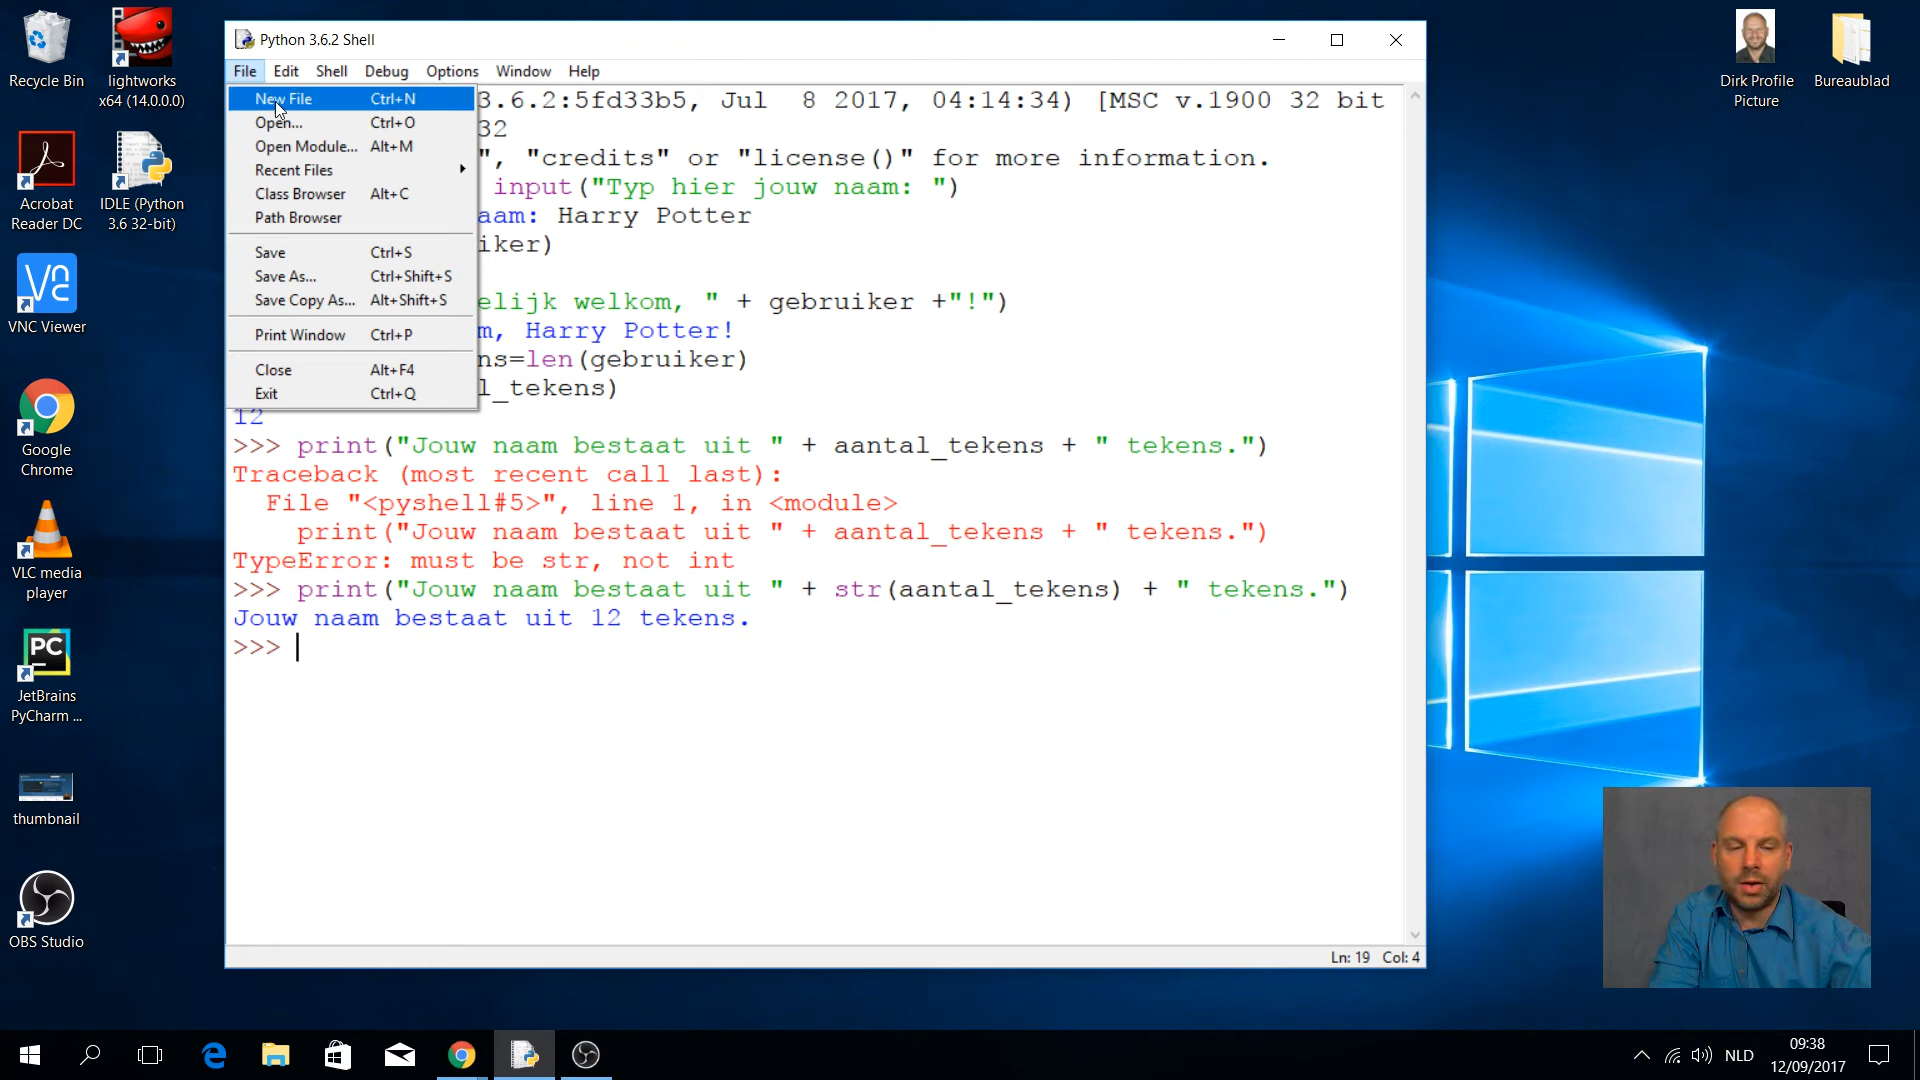 Recycle Bin
lightworks
x64 (14.0.0.0)
Acrobat
Reader DC
IDLE (Python
3.6 32-bit)
VNC Viewer
Google
Chrome
VLC media
player
JetBrains
PyCharm ...
thumbnail
OBS Studio
Dirk Profile
Picture
Bureaublad
Python 3.6.2 Shell
File Edit Shell Debug Options Window Help
New File Ctrl+N
Open... Ctrl+O
Open Module... Alt+M
Recent Files
Class Browser Alt+C
Path Browser
Save Ctrl+S
Save As... Ctrl+Shift+S
Save Copy As... Alt+Shift+S
Print Window Ctrl+P
Close Alt+F4
Exit Ctrl+Q
3.6.2:5fd33b5, Jul  8 2017, 04:14:34) [MSC v.1900 32 bit
32
", "credits" or "license()" for more information.
input("Typ hier jouw naam: ")
aam: Harry Potter
iker)
elijk welkom, " + gebruiker +"!")
m, Harry Potter!
ns=len(gebruiker)
l_tekens)
12
>>> print("Jouw naam bestaat uit " + aantal_tekens + " tekens.")
Traceback (most recent call last):
  File "<pyshell#5>", line 1, in <module>
    print("Jouw naam bestaat uit " + aantal_tekens + " tekens.")
TypeError: must be str, not int
>>> print("Jouw naam bestaat uit " + str(aantal_tekens) + " tekens.")
Jouw naam bestaat uit 12 tekens.
>>>
Ln: 19 Col: 4
NLD
09:38
12/09/2017